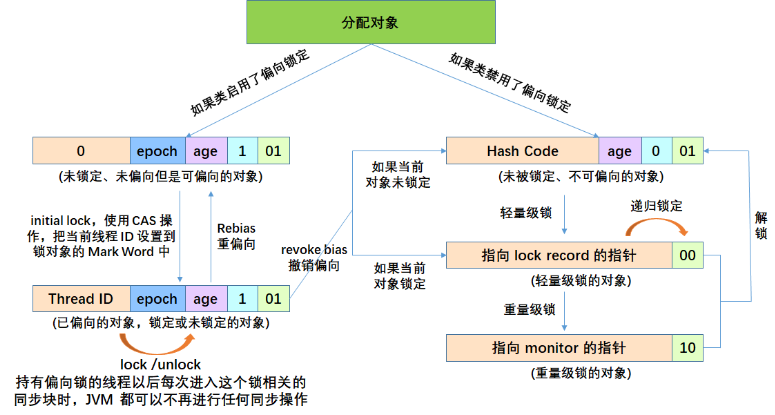 分配对象
如果类启用了偏向锁定
如果类禁用了偏向锁定
0 epoch age 1 01
(未锁定、未偏向但是可偏向的对象)
Hash Code age 0 01
(未被锁定、不可偏向的对象)
如果当前
对象未锁定
initial lock，使用 CAS 操
作，把当前线程 ID 设置到
锁对象的 Mark Word 中
Rebias
重偏向
revoke bias
撤销偏向
轻量级锁
递归锁定
解
锁
如果当前
对象锁定
指向 lock record 的指针 00
(轻量级锁的对象)
Thread ID epoch age 1 01
(已偏向的对象，锁定或未锁定的对象)
重量级锁
指向 monitor 的指针 10
(重量级锁的对象)
lock /unlock
持有偏向锁的线程以后每次进入这个锁相关的
同步块时，JVM 都可以不再进行任何同步操作